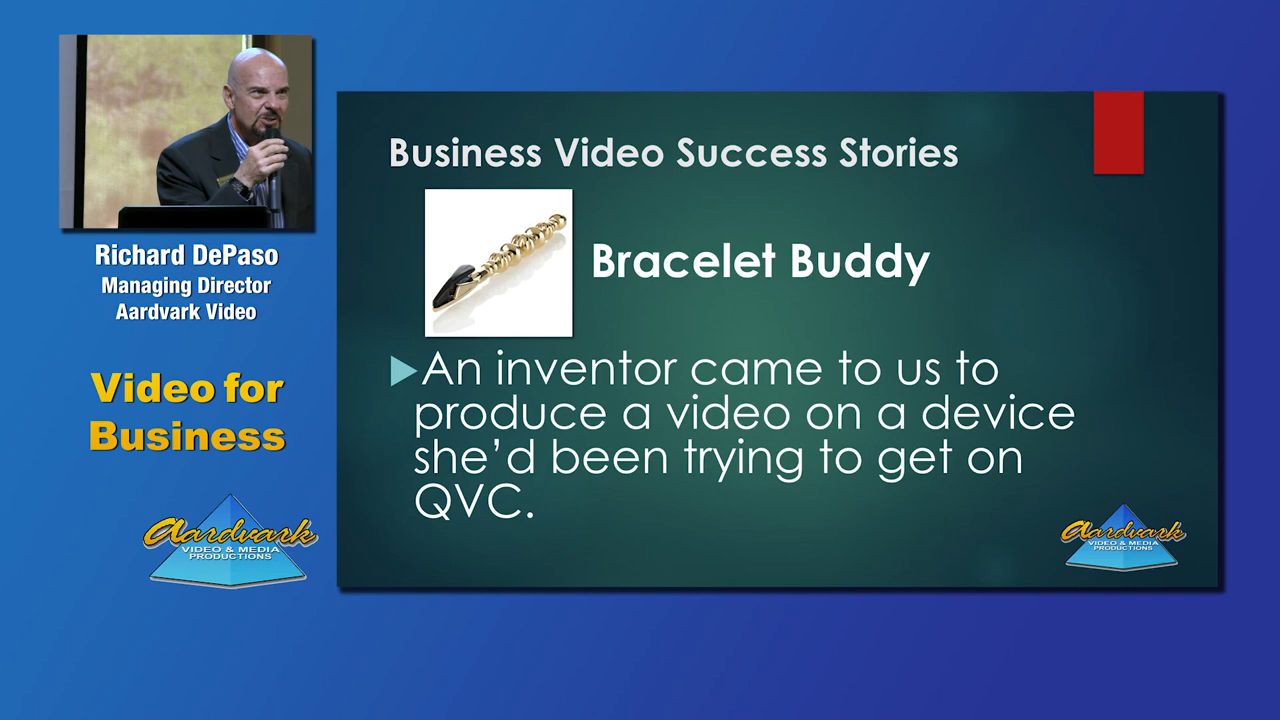 Richard DePaso
Managing Director
Aardvark Video
Video for
Business
Aardvark
VIDEO & MEDIA
PRODUCTIONS
Business Video Success Stories
Bracelet Buddy
An inventor came to us to
produce a video on a device
she’d been trying to get on
QVC.
Aardvark
VIDEO & MEDIA
PRODUCTIONS